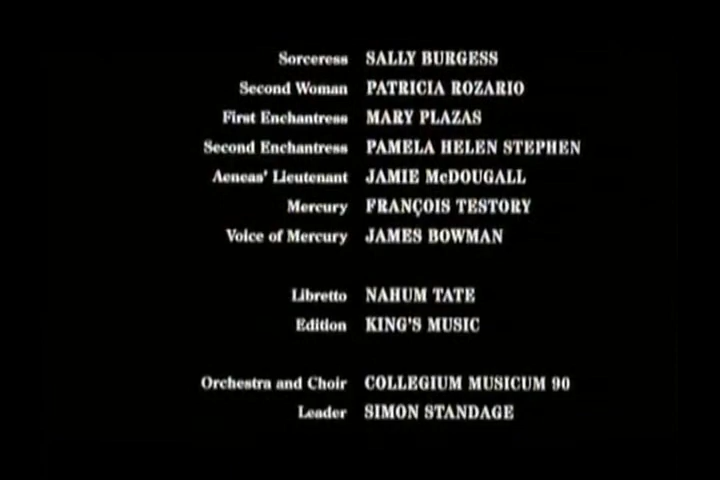 Sorceress SALLY BURGESS
Second Woman PATRICIA ROZARIO
First Enchantress MARY PLAZAS
Second Enchantress PAMELA HELEN STEPHEN
Aeneas' Lieutenant JAMIE McDOUGALL
Mercury FRANÇOIS TESTORY
Voice of Mercury JAMES BOWMAN
Libretto NAHUM TATE
Edition KING'S MUSIC
Orchestra and Choir COLLEGIUM MUSICUM 90
Leader SIMON STANDAGE